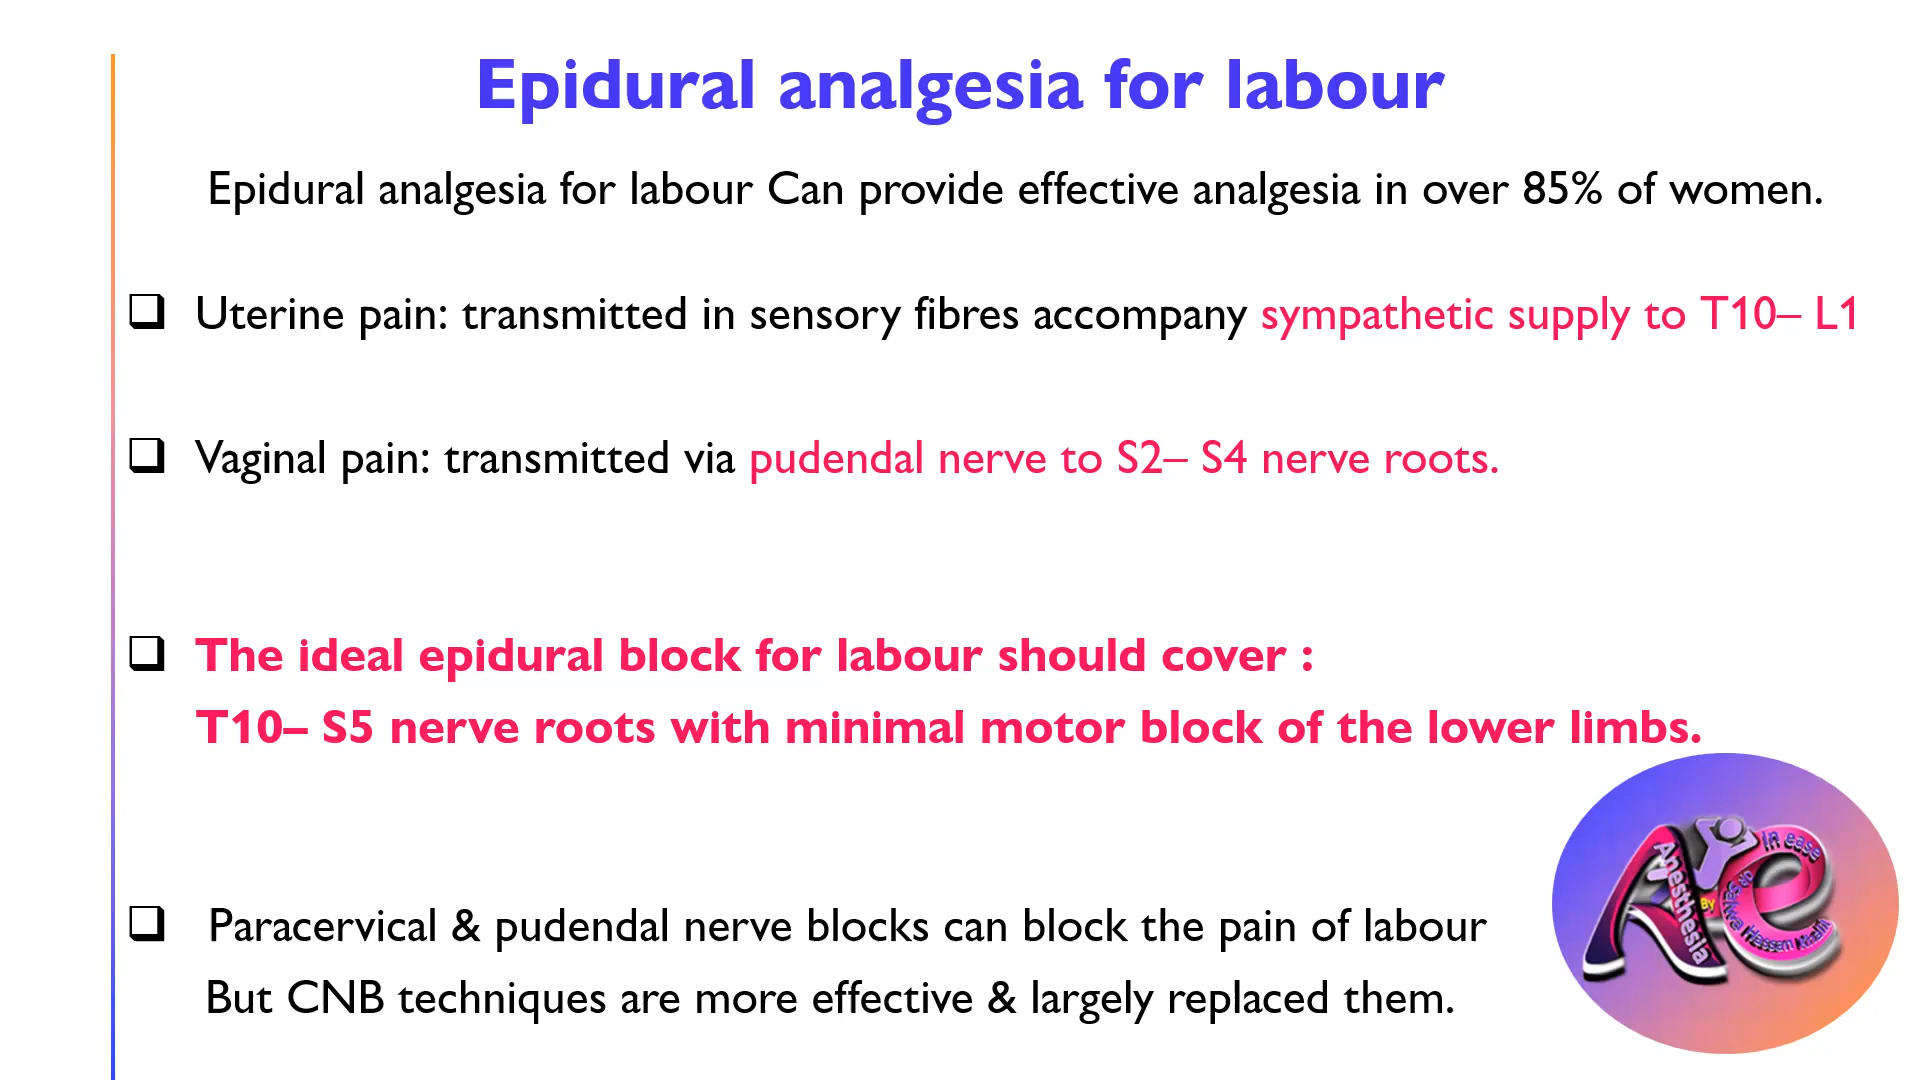 Epidural analgesia for labour
Epidural analgesia for labour Can provide effective analgesia in over 85% of women.
Uterine pain: transmitted in sensory fibres accompany sympathetic supply to T10– L1
Vaginal pain: transmitted via pudendal nerve to S2– S4 nerve roots.
The ideal epidural block for labour should cover :
T10– S5 nerve roots with minimal motor block of the lower limbs.
Paracervical & pudendal nerve blocks can block the pain of labour
But CNB techniques are more effective & largely replaced them.
Anesthesia
In ease
By
Hassan